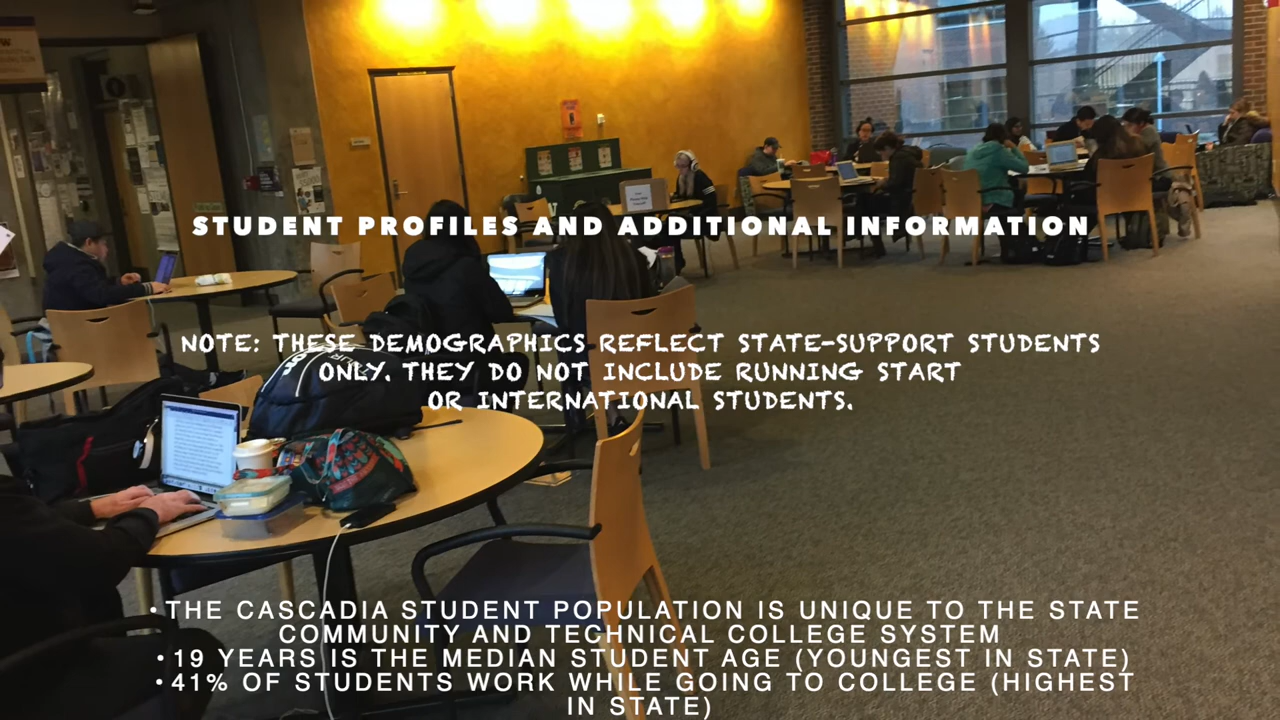 STUDENT PROFILES AND ADDITIONAL INFORMATION
NOTE: THESE DEMOGRAPHICS REFLECT STATE-SUPPORT STUDENTS
ONLY. THEY DO NOT INCLUDE RUNNING START
OR INTERNATIONAL STUDENTS.
•THE CASCADIA STUDENT POPULATION IS UNIQUE TO THE STATE
COMMUNITY AND TECHNICAL COLLEGE SYSTEM
•19 YEARS IS THE MEDIAN STUDENT AGE (YOUNGEST IN STATE)
•41% OF STUDENTS WORK WHILE GOING TO COLLEGE (HIGHEST
IN STATE)